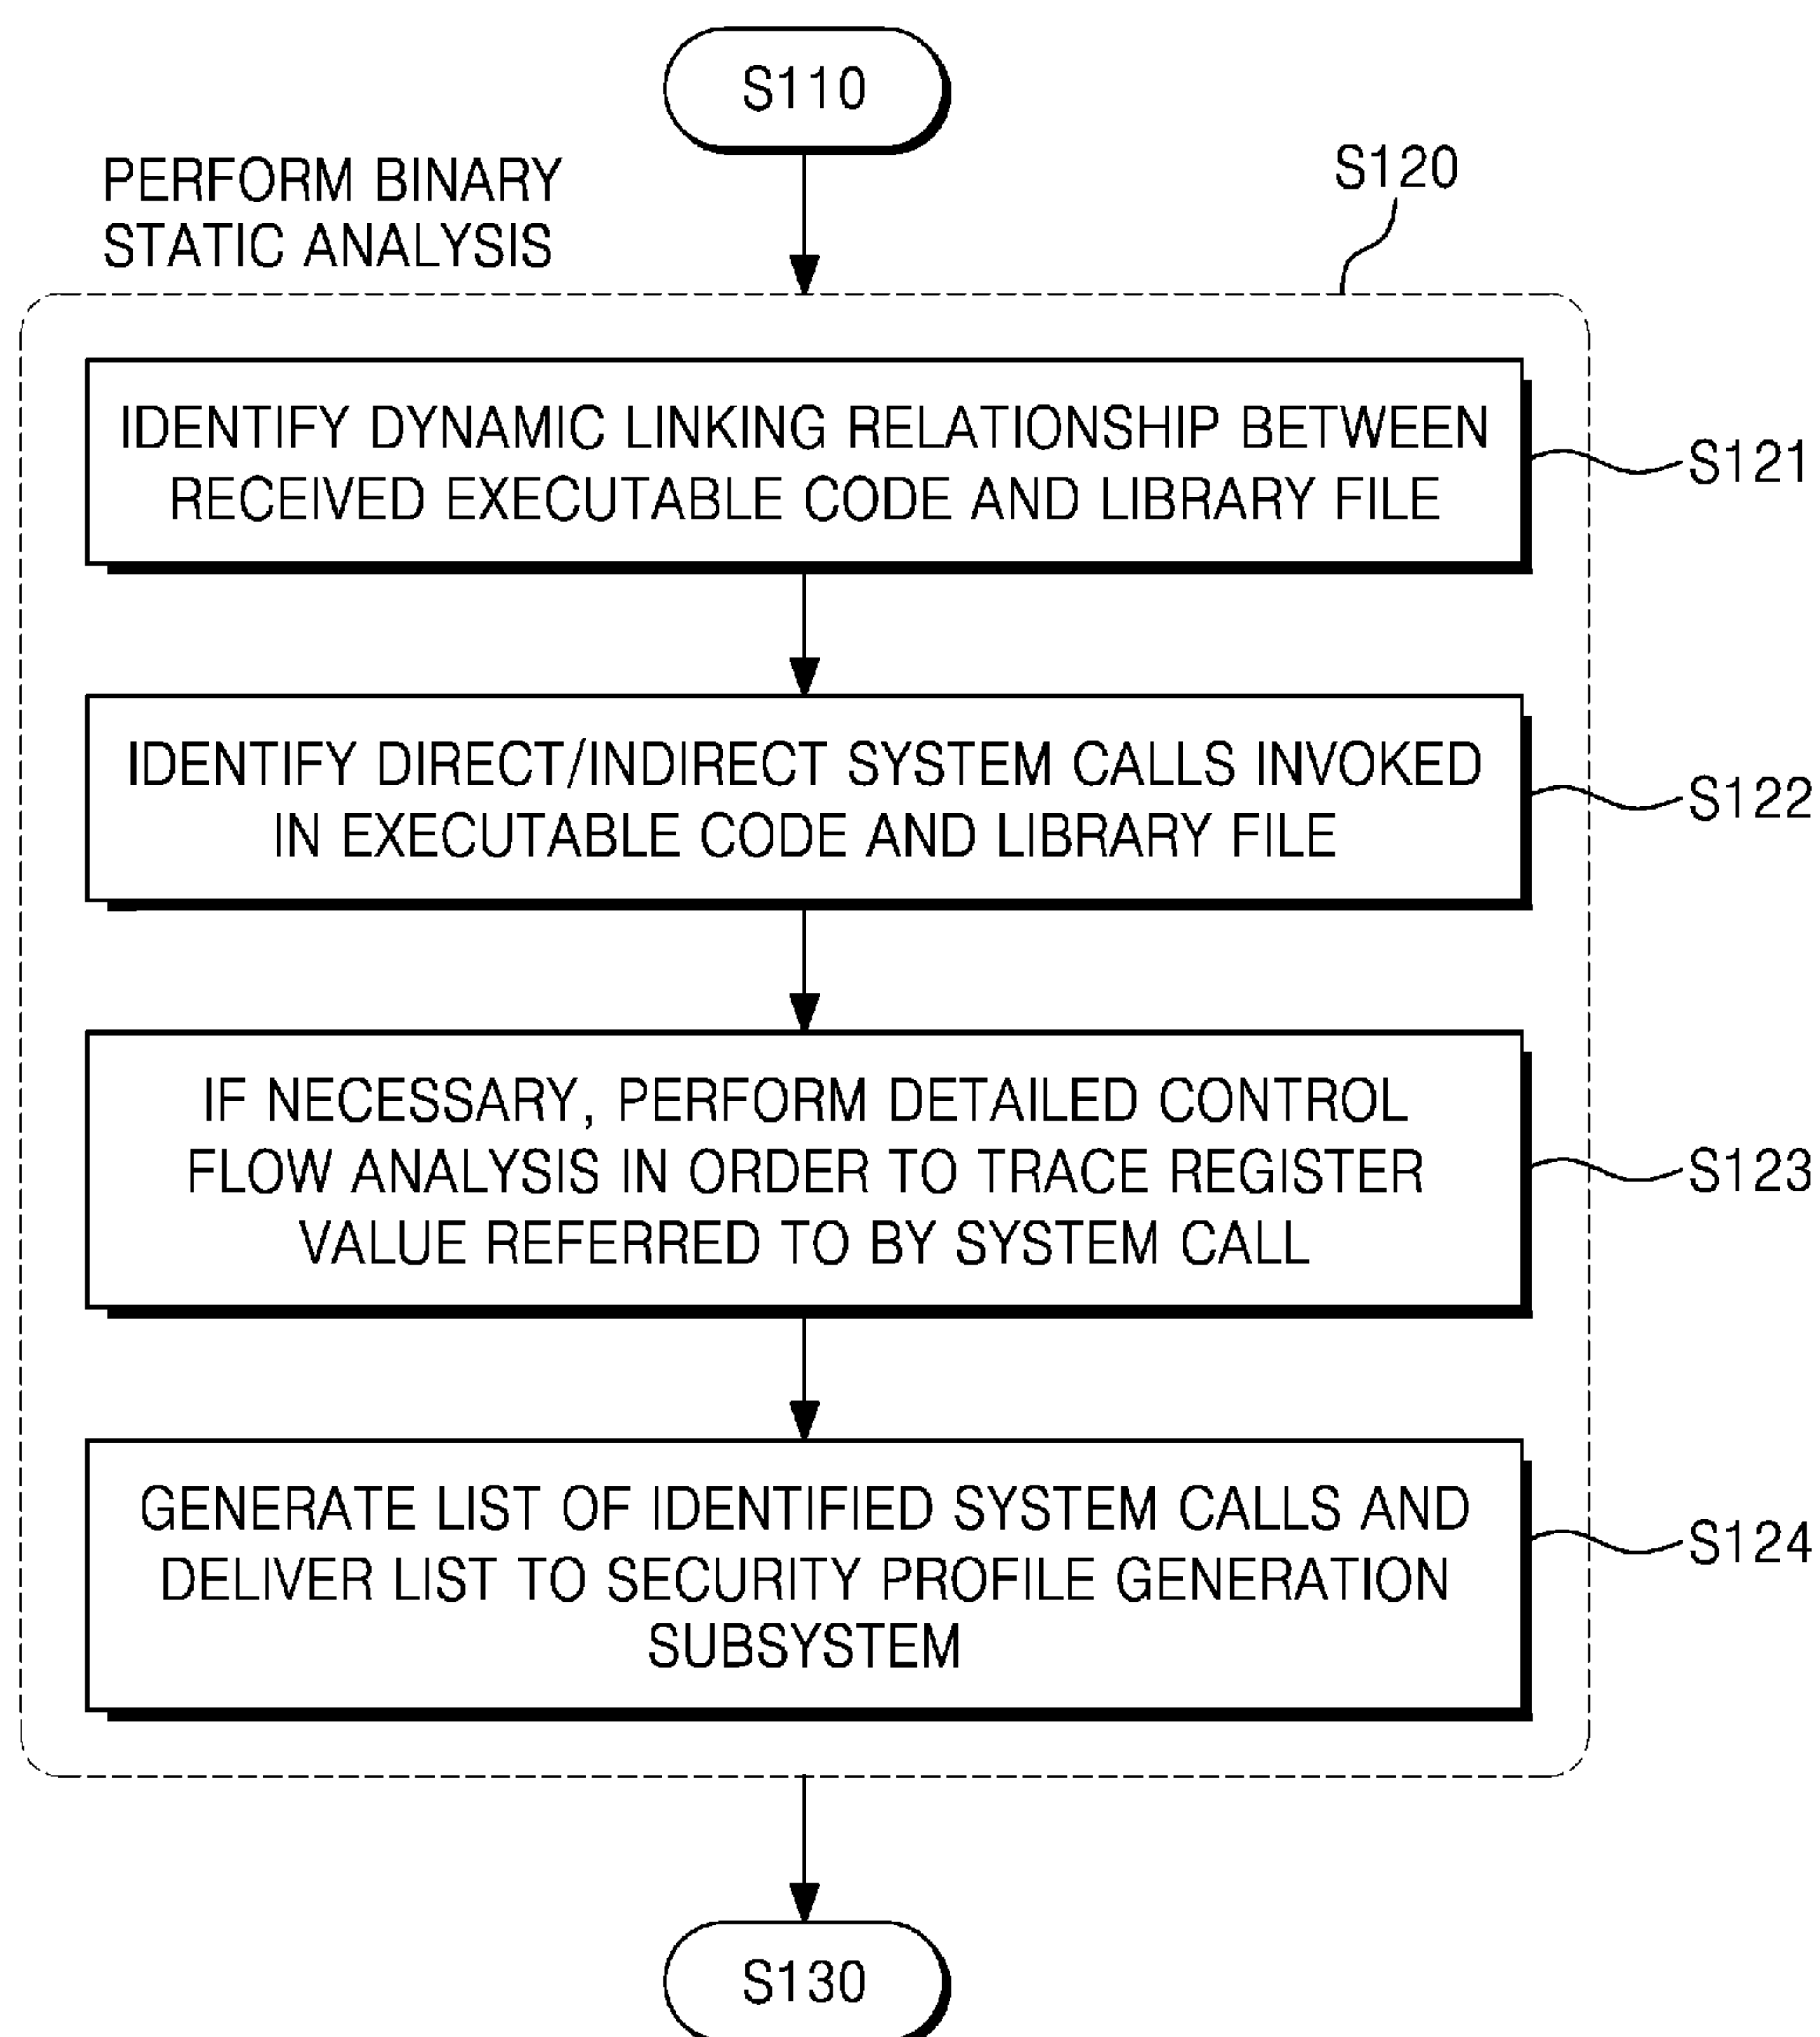 S110
PERFORM BINARY
STATIC ANALYSIS
S120
IDENTIFY DYNAMIC LINKING RELATIONSHIP BETWEEN
RECEIVED EXECUTABLE CODE AND LIBRARY FILE
S121
IDENTIFY DIRECT/INDIRECT SYSTEM CALLS INVOKED
IN EXECUTABLE CODE AND LIBRARY FILE
S122
IF NECESSARY, PERFORM DETAILED CONTROL
FLOW ANALYSIS IN ORDER TO TRACE REGISTER
VALUE REFERRED TO BY SYSTEM CALL
S123
GENERATE LIST OF IDENTIFIED SYSTEM CALLS AND
DELIVER LIST TO SECURITY PROFILE GENERATION
SUBSYSTEM
S124
S130